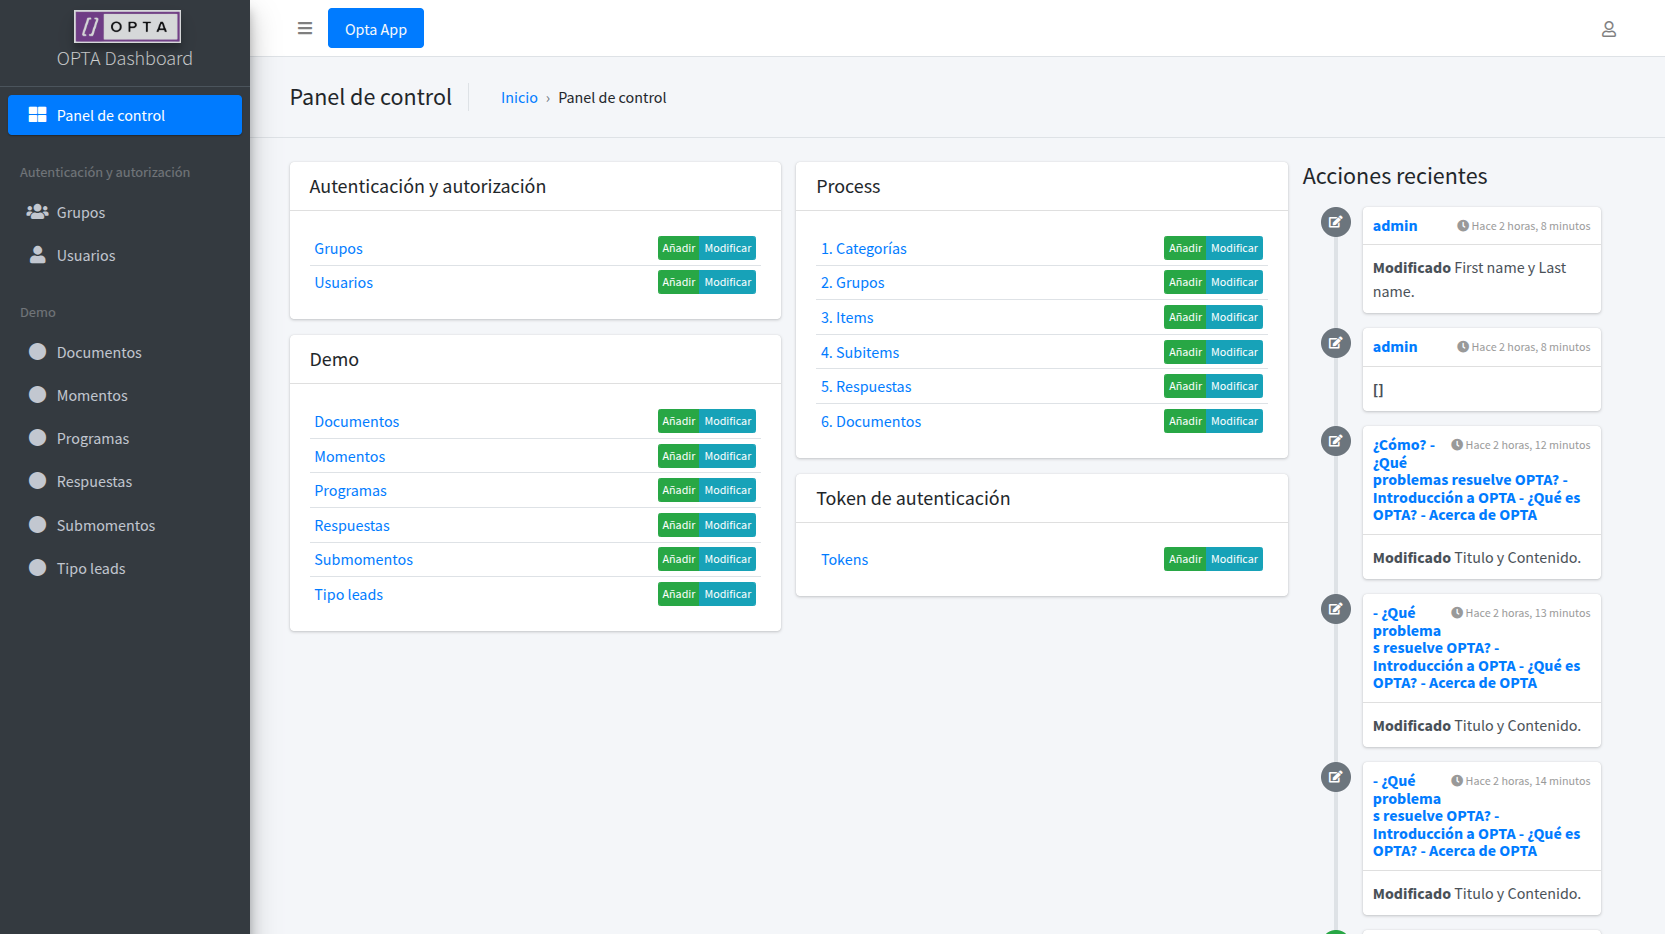 [] OPTA
OPTA Dashboard
Panel de control
Autenticación y autorización
Grupos
Usuarios
Demo
Documentos
Momentos
Programas
Respuestas
Submomentos
Tipo leads
Opta App
Panel de control
Inicio › Panel de control
Autenticación y autorización
Grupos Añadir Modificar
Usuarios Añadir Modificar
Demo
Documentos Añadir Modificar
Momentos Añadir Modificar
Programas Añadir Modificar
Respuestas Añadir Modificar
Submomentos Añadir Modificar
Tipo leads Añadir Modificar
Process
1. Categorías Añadir Modificar
2. Grupos Añadir Modificar
3. Items Añadir Modificar
4. Subitems Añadir Modificar
5. Respuestas Añadir Modificar
6. Documentos Añadir Modificar
Token de autenticación
Tokens Añadir Modificar
Acciones recientes
admin Hace 2 horas, 8 minutos
Modificado First name y Last
name.
admin Hace 2 horas, 8 minutos
[]
¿Cómo? - Hace 2 horas, 12 minutos
¿Qué
problemas resuelve OPTA? -
Introducción a OPTA - ¿Qué es
OPTA? - Acerca de OPTA
Modificado Titulo y Contenido.
- ¿Qué Hace 2 horas, 13 minutos
problema
s resuelve OPTA? -
Introducción a OPTA - ¿Qué es
OPTA? - Acerca de OPTA
Modificado Titulo y Contenido.
- ¿Qué Hace 2 horas, 14 minutos
problema
s resuelve OPTA? -
Introducción a OPTA - ¿Qué es
OPTA? - Acerca de OPTA
Modificado Titulo y Contenido.